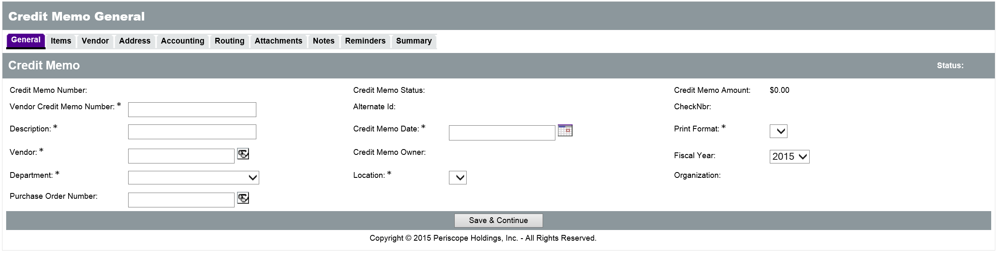 Credit Memo General
General Items Vendor Address Accounting Routing Attachments Notes Reminders Summary
Credit Memo Status:
Credit Memo Number: Credit Memo Status: Credit Memo Amount: $0.00
Vendor Credit Memo Number: * Alternate Id: CheckNbr:
Description: * Credit Memo Date: * Print Format: *
Vendor: * Credit Memo Owner: Fiscal Year: 2015
Department: * Location: * Organization:
Purchase Order Number:
Save & Continue
Copyright © 2015 Periscope Holdings, Inc. - All Rights Reserved.